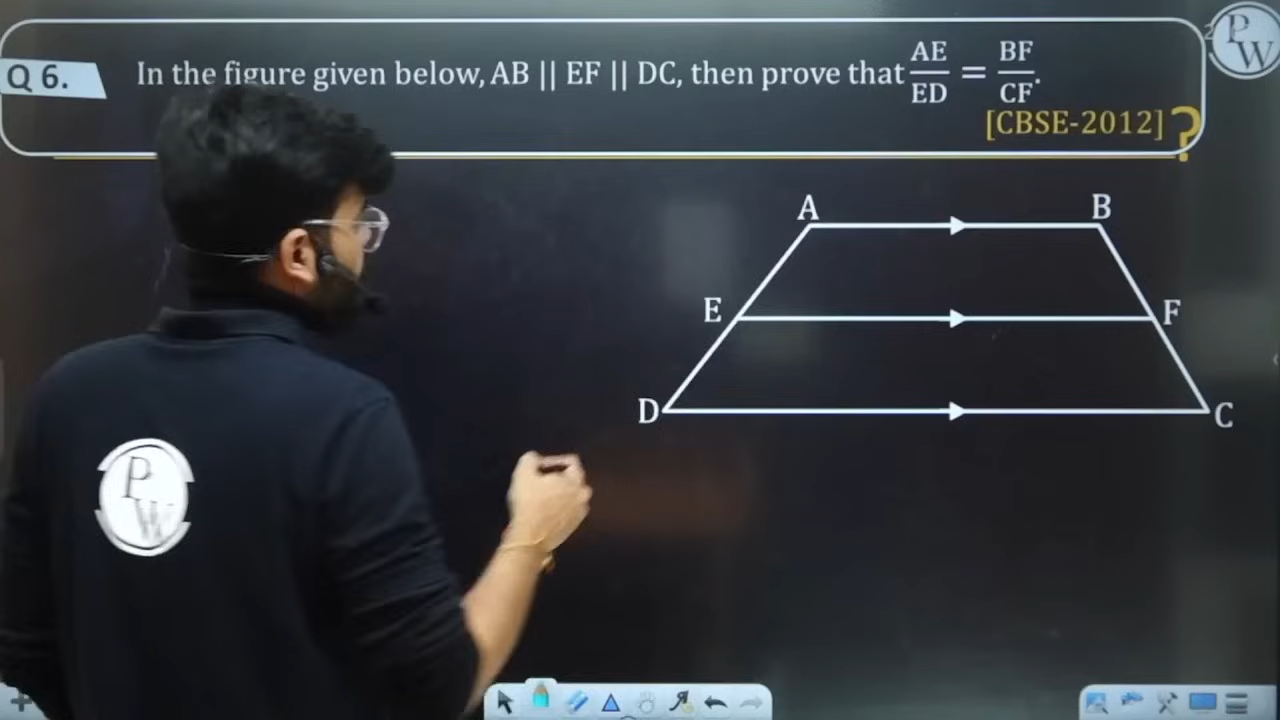 Q 6.
In the figure given below, AB || EF || DC, then prove that AE/ED = BF/CF.
[CBSE-2012]
?
P
W
A
B
E
F
D
C
P
W